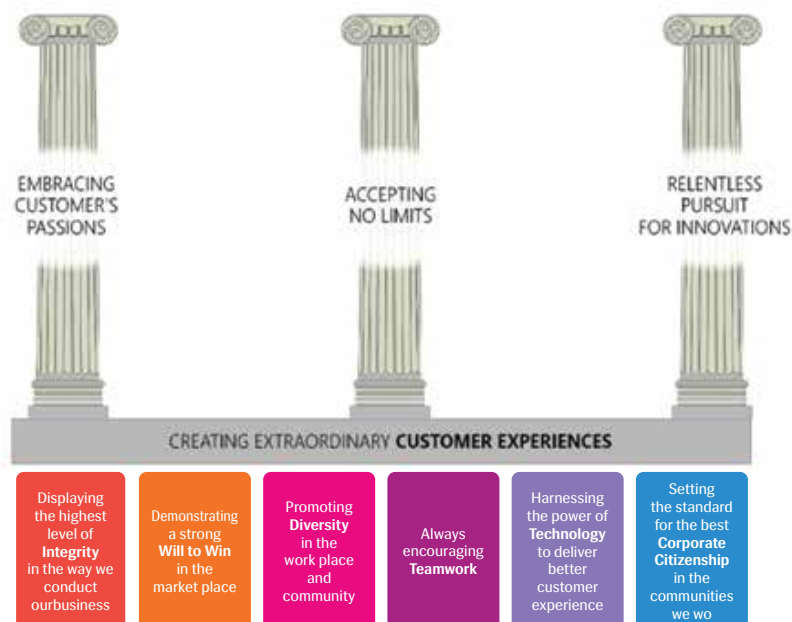 EMBRACING
CUSTOMER'S
PASSIONS
ACCEPTING
NO LIMITS
RELENTLESS
PURSUIT
FOR INNOVATIONS
CREATING EXTRAORDINARY CUSTOMER EXPERIENCES
Displaying
the highest
level of
Integrity
in the way we
conduct
ourbusiness
Demonstrating
a strong
Will to Win
in the
market place
Promoting
Diversity
in the
work place
and
community
Always
encouraging
Teamwork
Harnessing
the power of
Technology
to deliver
better
customer
experience
Setting
the standard
for the best
Corporate
Citizenship
in the
communities
we wo